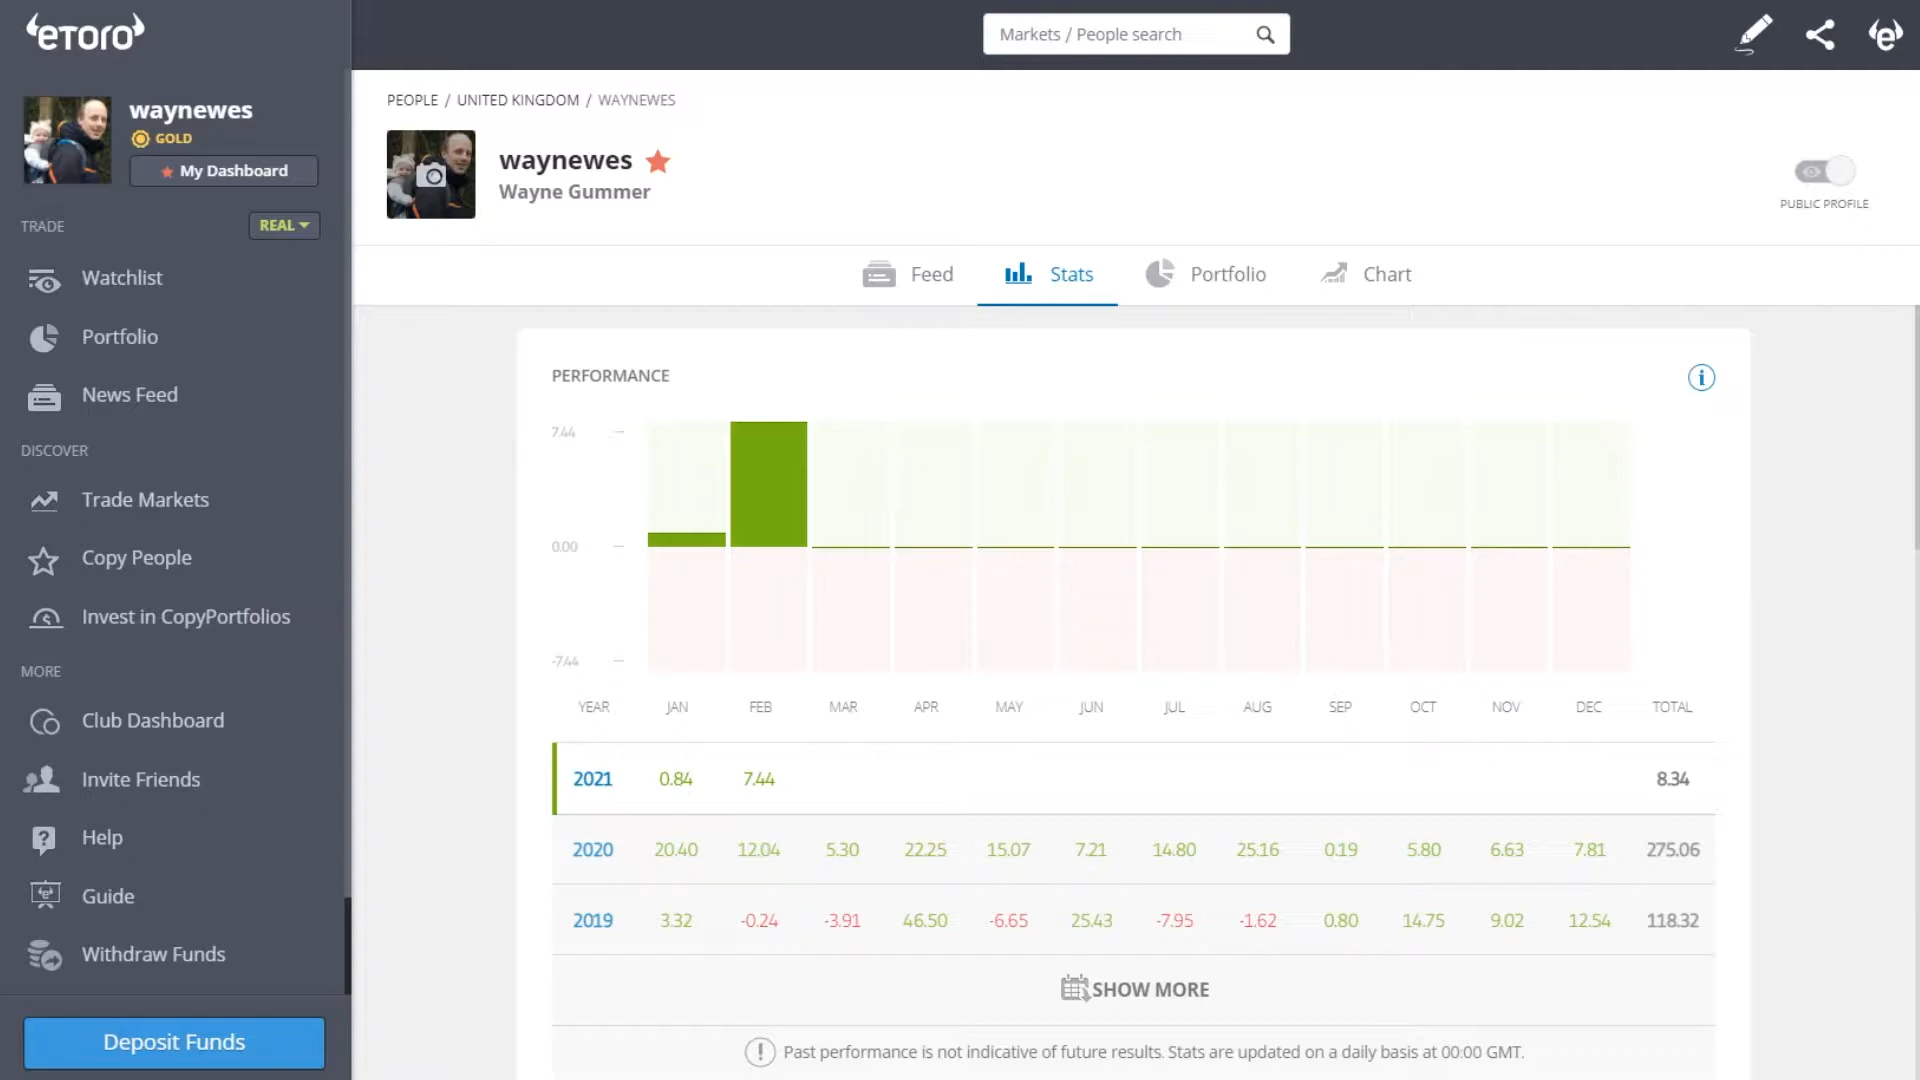 eToro
Markets / People search
waynewes
GOLD
My Dashboard
TRADE
REAL
Watchlist
Portfolio
News Feed
DISCOVER
Trade Markets
Copy People
Invest in CopyPortfolios
MORE
Club Dashboard
Invite Friends
Help
Guide
Withdraw Funds
Deposit Funds
PEOPLE / UNITED KINGDOM / WAYNEWES
waynewes
Wayne Gummer
PUBLIC PROFILE
Feed Stats Portfolio Chart
PERFORMANCE
7.44
0.00
-7.44
YEAR JAN FEB MAR APR MAY JUN JUL AUG SEP OCT NOV DEC TOTAL
2021 0.84 7.44 8.34
2020 20.40 12.04 5.30 22.25 15.07 7.21 14.80 25.16 0.19 5.80 6.63 7.81 275.06
2019 3.32 -0.24 -3.91 46.50 -6.65 25.43 -7.95 -1.62 0.80 14.75 9.02 12.54 118.32
SHOW MORE
Past performance is not indicative of future results. Stats are updated on a daily basis at 00:00 GMT.